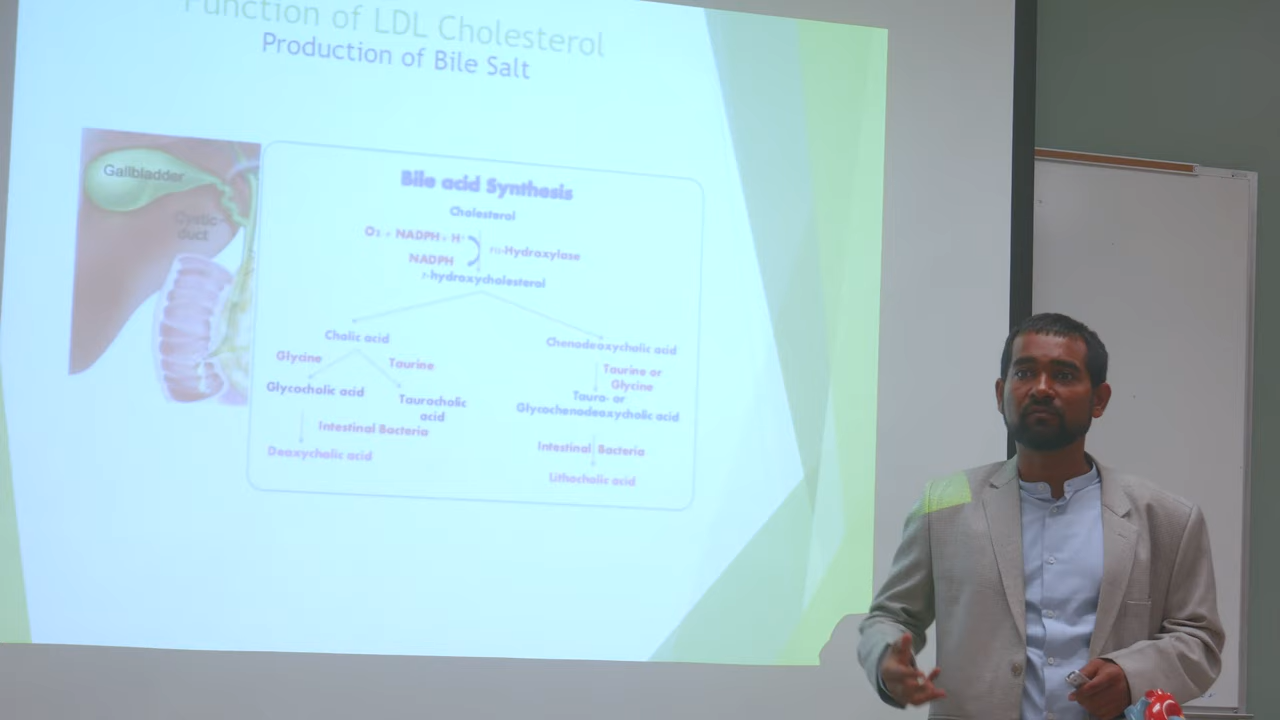 Function of LDL Cholesterol
Production of Bile Salt
Gallbladder
Cystic
duct
Bile acid Synthesis
Cholesterol
NADPH + H
Hydroxylase
NADPH
7-hydroxycholesterol
Cholic acid
Chenodeoxycholic acid
Glycine
Taurine
Taurine or
Glycine
Glycocholic acid
Taurocholic
acid
Tauro- or
Glycochenodeoxycholic acid
Intestinal Bacteria
Intestinal Bacteria
Deoxycholic acid
Lithocholic acid